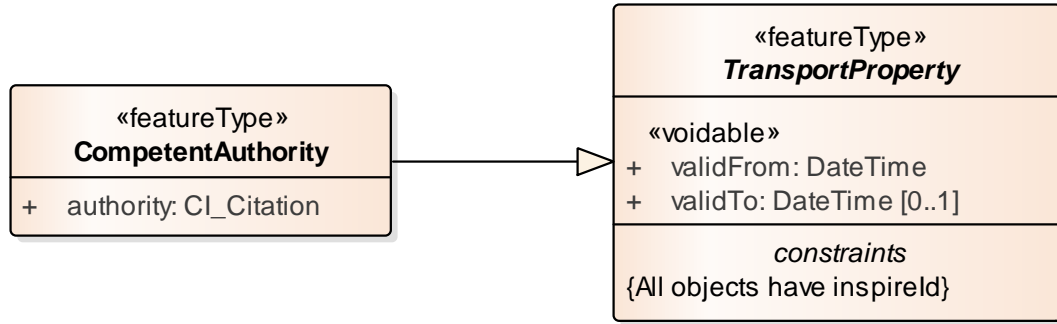 «featureType»
CompetentAuthority
+ authority: CI_Citation
«featureType»
TransportProperty
«voidable»
+ validFrom: DateTime
+ validTo: DateTime [0..1]
constraints
{All objects have inspireId}